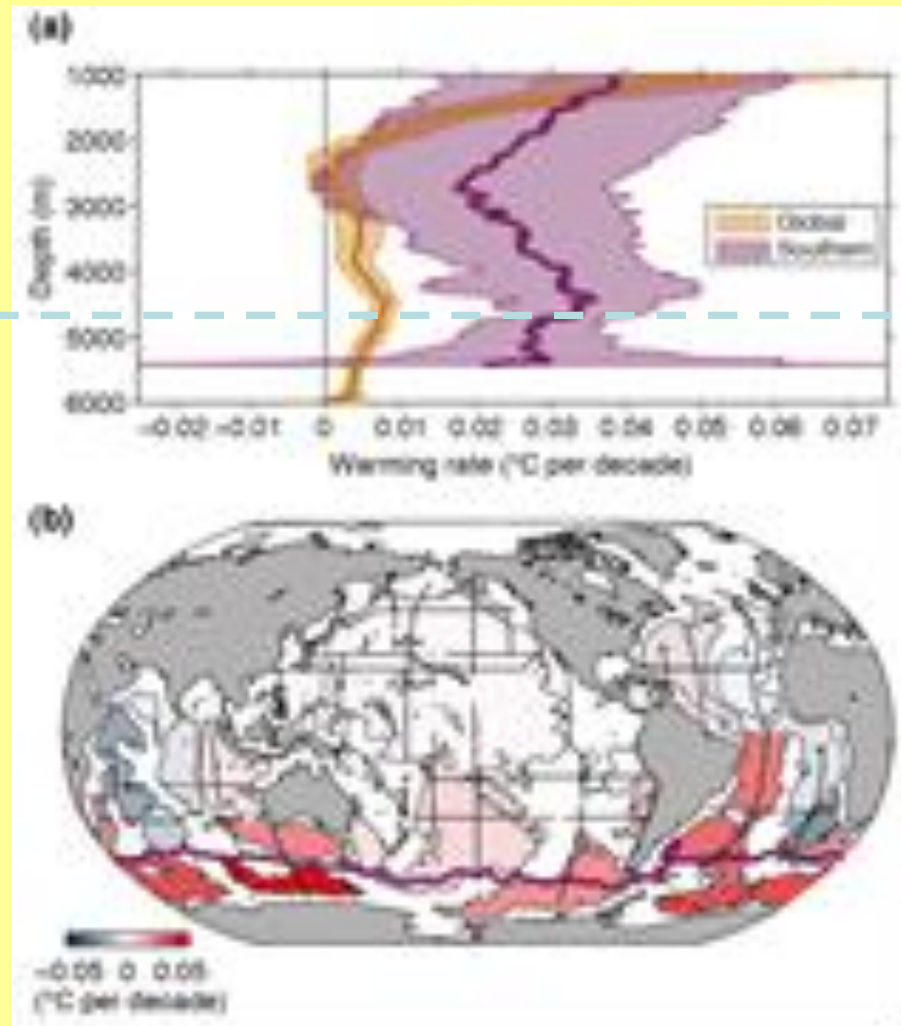 (a)
1000
2000
3000
4000
5000
6000
Depth (m)
Global
Southern
−0.02 −0.01 0 0.01 0.02 0.03 0.04 0.05 0.06 0.07
Warming rate (°C per decade)
(b)
−0.05 0 0.05
(°C per decade)